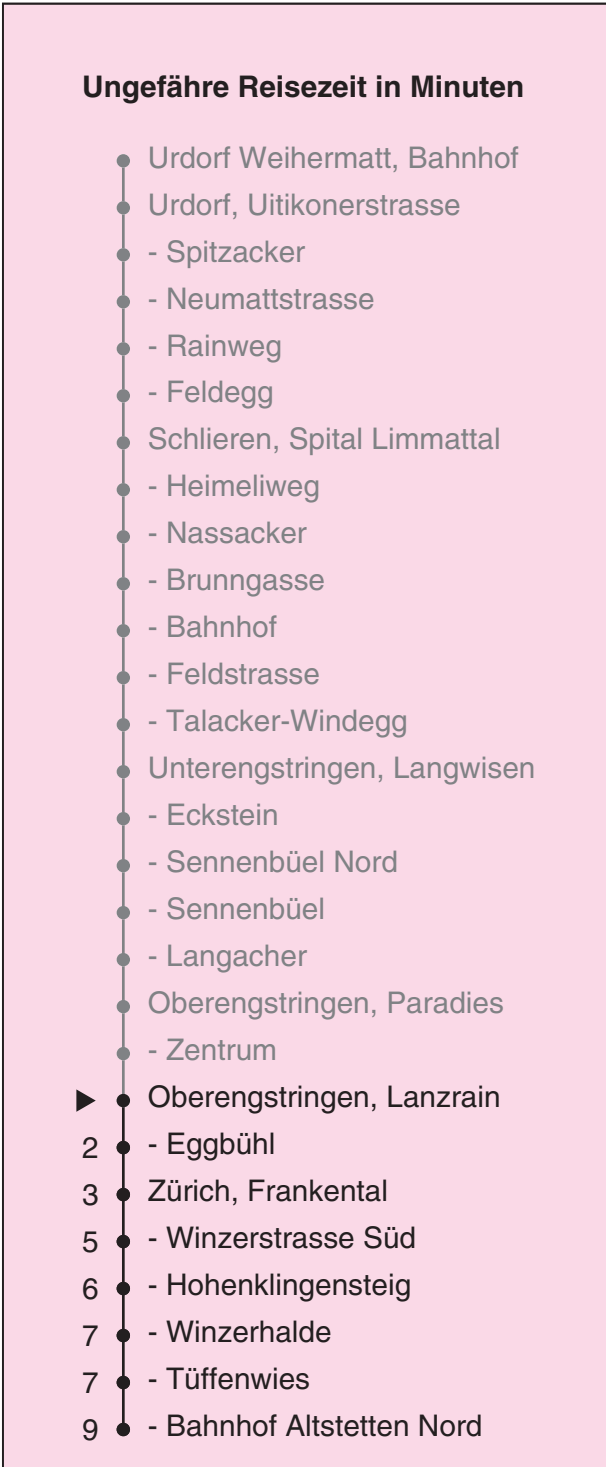 Ungefähre Reisezeit in Minuten
Urdorf Weihermatt, Bahnhof
Urdorf, Uitikonerstrasse
- Spitzacker
- Neumattstrasse
- Rainweg
- Feldegg
Schlieren, Spital Limmattal
- Heimeliweg
- Nassacker
- Brunngasse
- Bahnhof
- Feldstrasse
- Talacker-Windegg
Unterengstringen, Langwisen
- Eckstein
- Sennenbüel Nord
- Sennenbüel
- Langacher
Oberengstringen, Paradies
- Zentrum
Oberengstringen, Lanzrain
2 - Eggbühl
3 Zürich, Frankental
5 - Winzerstrasse Süd
6 - Hohenklingensteig
7 - Winzerhalde
7 - Tüffenwies
9 - Bahnhof Altstetten Nord